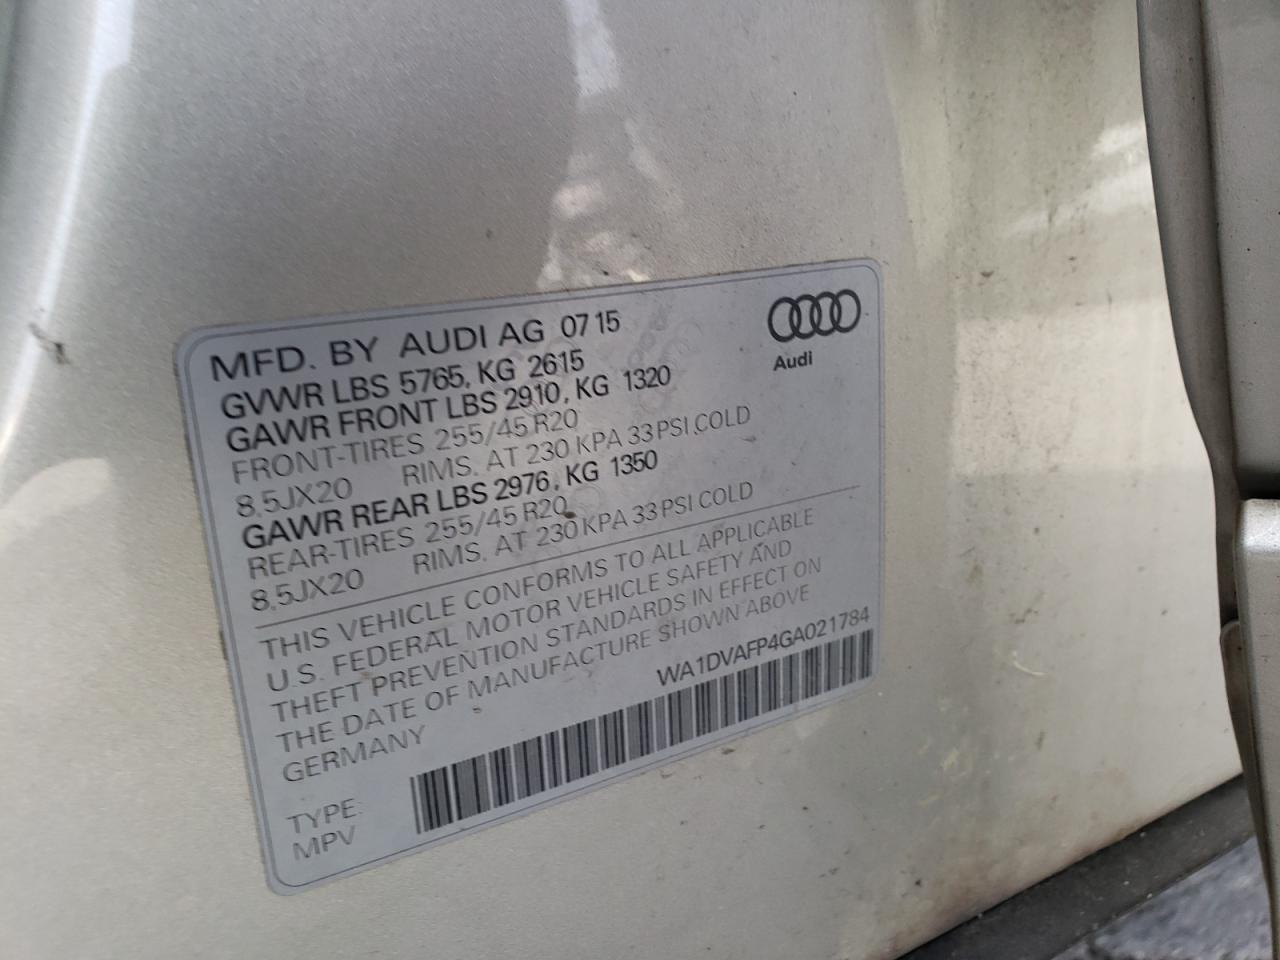 MFD. BY AUDI AG 07 15
Audi
GVWR LBS 5765, KG 2615
GAWR FRONT LBS 2910, KG 1320
FRONT-TIRES 255/45 R20
8.5JX20 RIMS. AT 230 KPA 33 PSI COLD
GAWR REAR LBS 2976, KG 1350
REAR-TIRES 255/45 R20
8.5JX20 RIMS. AT 230 KPA 33 PSI COLD
THIS VEHICLE CONFORMS TO ALL APPLICABLE
U.S. FEDERAL MOTOR VEHICLE SAFETY AND
THEFT PREVENTION STANDARDS IN EFFECT ON
THE DATE OF MANUFACTURE SHOWN ABOVE
GERMANY
WA1DVAFP4GA021784
TYPE:
MPV